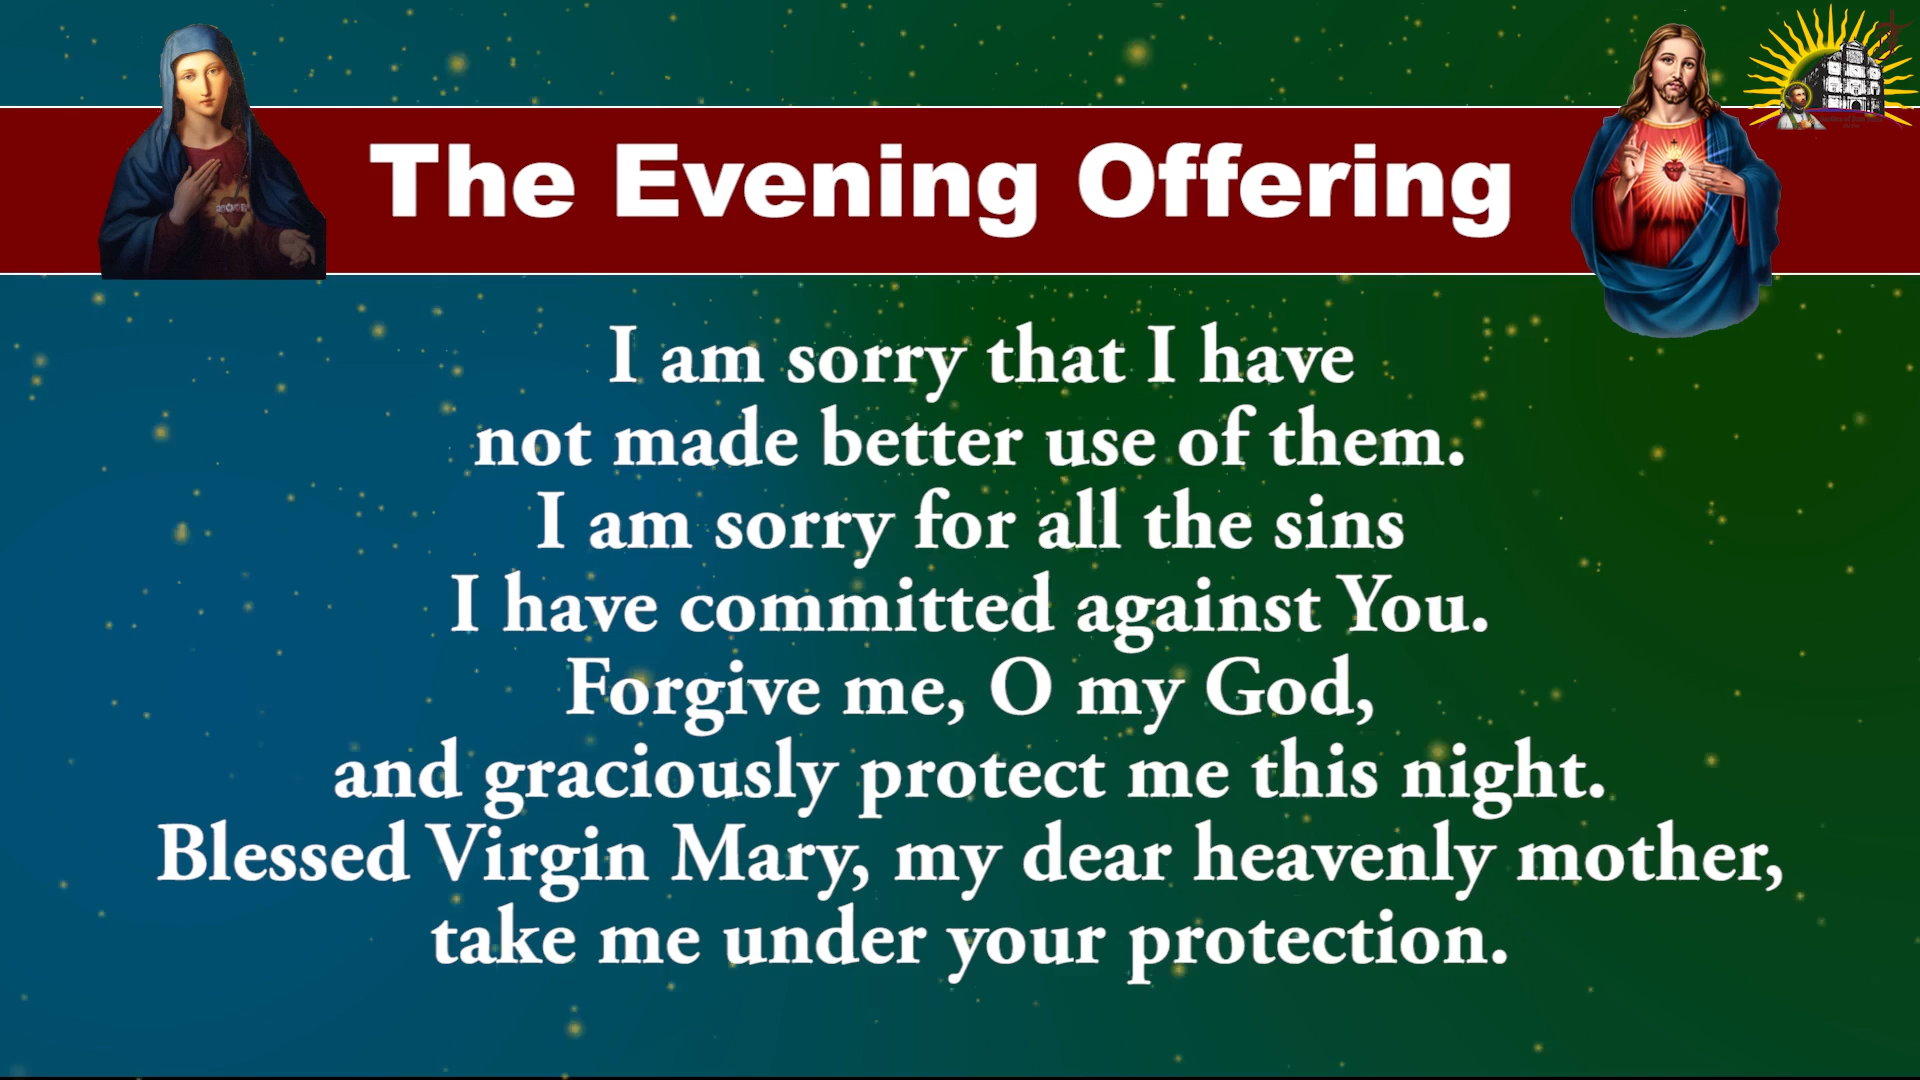 The Evening Offering
I am sorry that I have
not made better use of them.
I am sorry for all the sins
I have committed against You.
Forgive me, O my God,
and graciously protect me this night.
Blessed Virgin Mary, my dear heavenly mother,
take me under your protection.